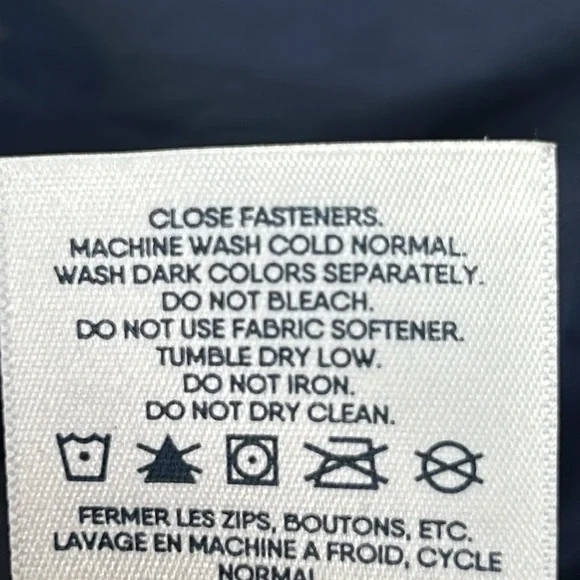 CLOSE FASTENERS.
MACHINE WASH COLD NORMAL.
WASH DARK COLORS SEPARATELY.
DO NOT BLEACH.
DO NOT USE FABRIC SOFTENER.
TUMBLE DRY LOW.
DO NOT IRON.
DO NOT DRY CLEAN.
FERMER LES ZIPS, BOUTONS, ETC.
LAVAGE EN MACHINE A FROID, CYCLE
NORMAL